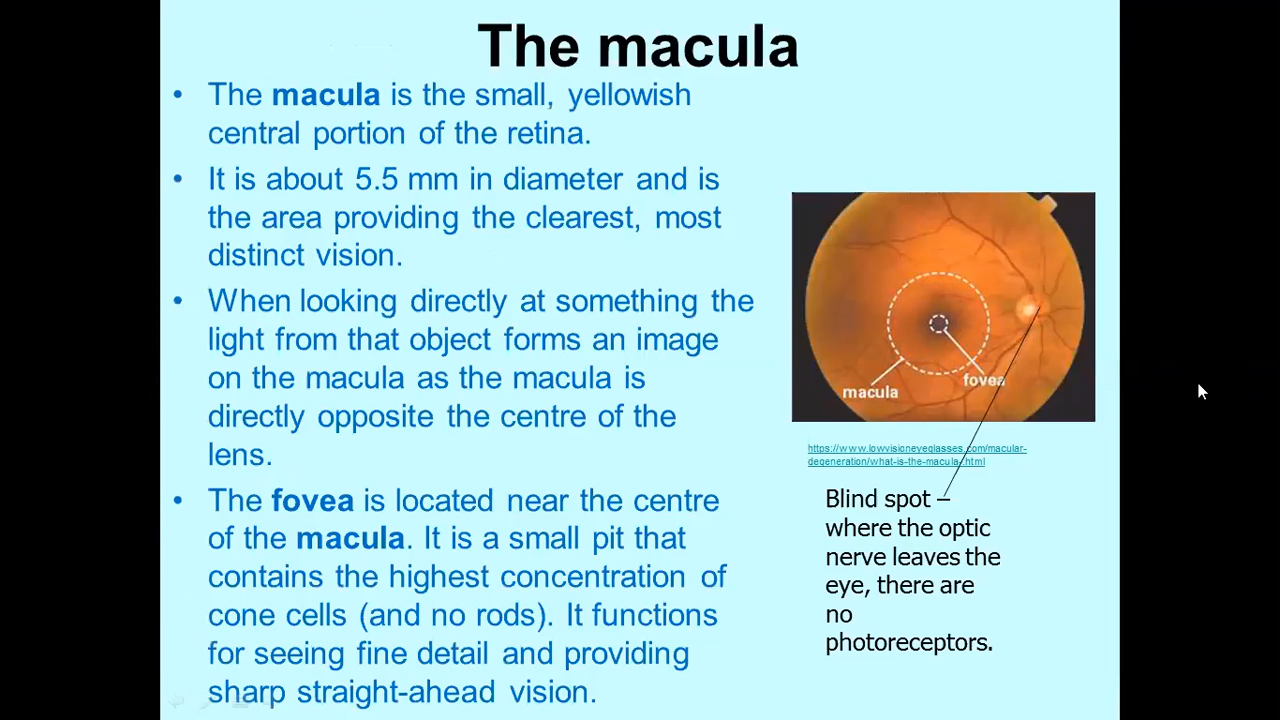 The macula
• The macula is the small, yellowish
central portion of the retina.
• It is about 5.5 mm in diameter and is
the area providing the clearest, most
distinct vision.
• When looking directly at something the
light from that object forms an image
on the macula as the macula is
directly opposite the centre of the
lens.
• The fovea is located near the centre
of the macula. It is a small pit that
contains the highest concentration of
cone cells (and no rods). It functions
for seeing fine detail and providing
sharp straight-ahead vision.
macula
fovea
https://www.lowvisioneyeglasses.com/macular-
degeneration/what-is-the-macula-.html
Blind spot –
where the optic
nerve leaves the
eye, there are
no
photoreceptors.